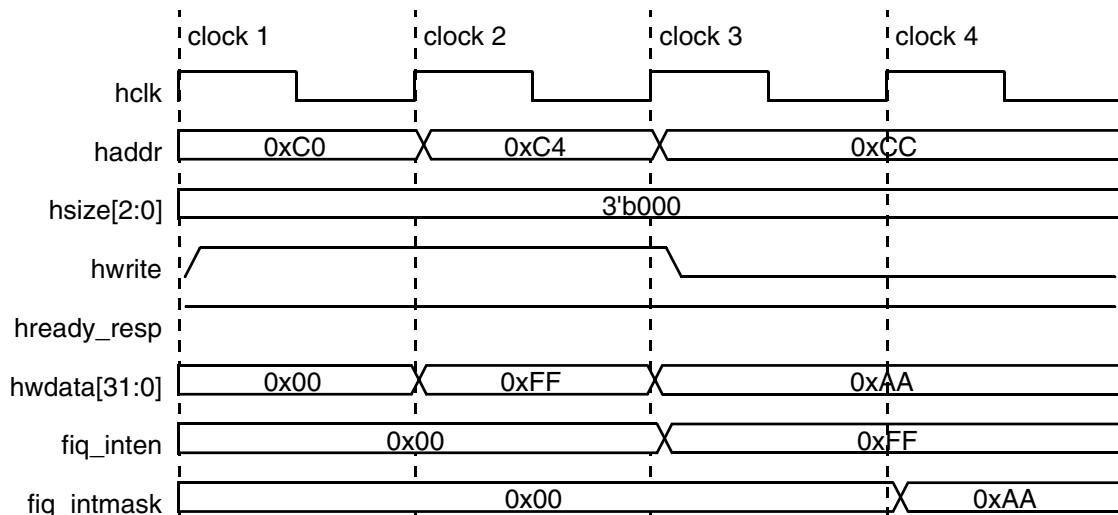 clock 1 clock 2 clock 3 clock 4
hclk
haddr 0xC0 0xC4 0xCC
hsize[2:0] 3'b000
hwrite
hready_resp
hwdata[31:0] 0x00 0xFF 0xAA
fiq_inten 0x00 0xFF
fiq_intmask 0x00 0xAA